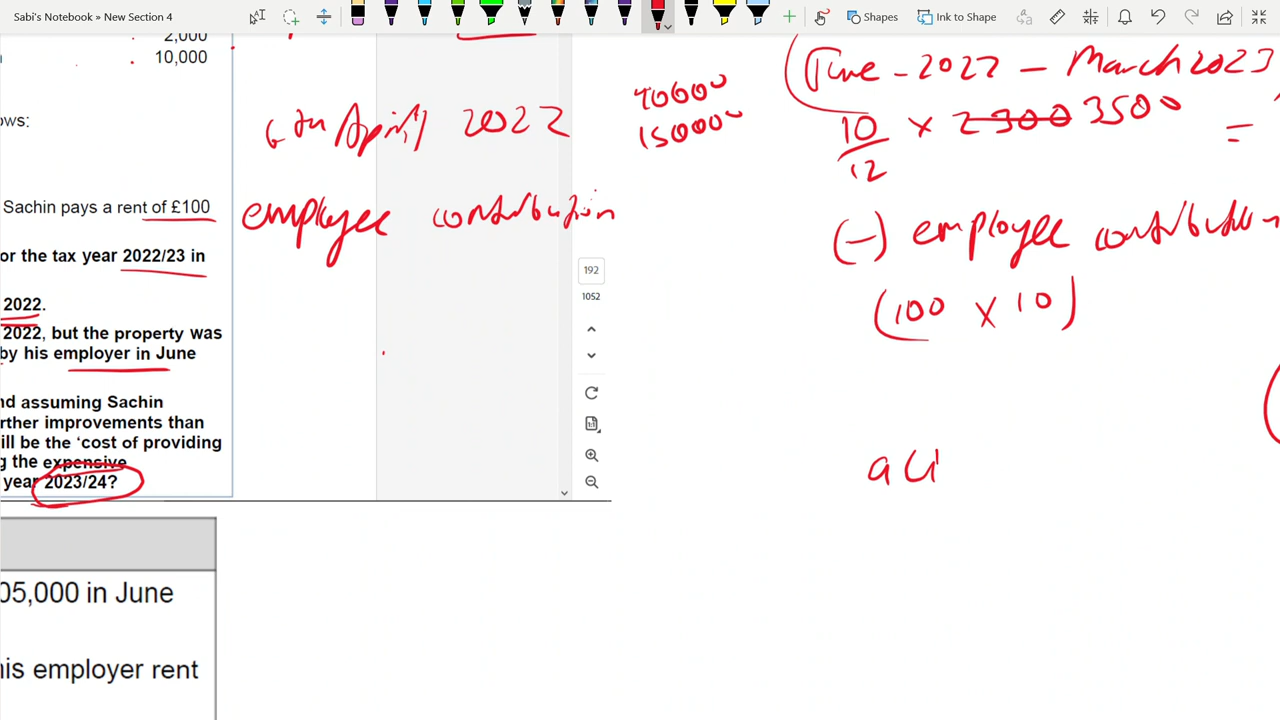 Sabi's Notebook » New Section 4
Shapes
Ink to Shape
2,000
10,000
ows:
Sachin pays a rent of £100
or the tax year 2022/23 in
2022.
2022, but the property was
by his employer in June
nd assuming Sachin
rther improvements than
ill be the 'cost of providing
g the expensive
year 2023/24?
05,000 in June
is employer rent
6th April 2022
employee contribution
192
1052
40000
150000
June - 2022 - March 2023
10/12 × 2300 3500 =
(-) employee contribution
(100 × 10)